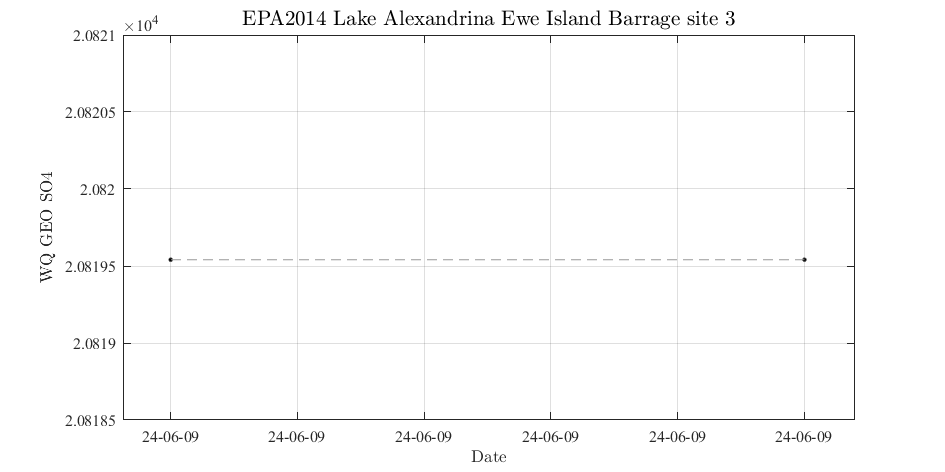 EPA2014 Lake Alexandrina Ewe Island Barrage site 3
×10^4
2.0821
2.08205
2.082
2.08195
2.0819
2.08185
WQ GEO SO4
24-06-09 24-06-09 24-06-09 24-06-09 24-06-09 24-06-09
Date